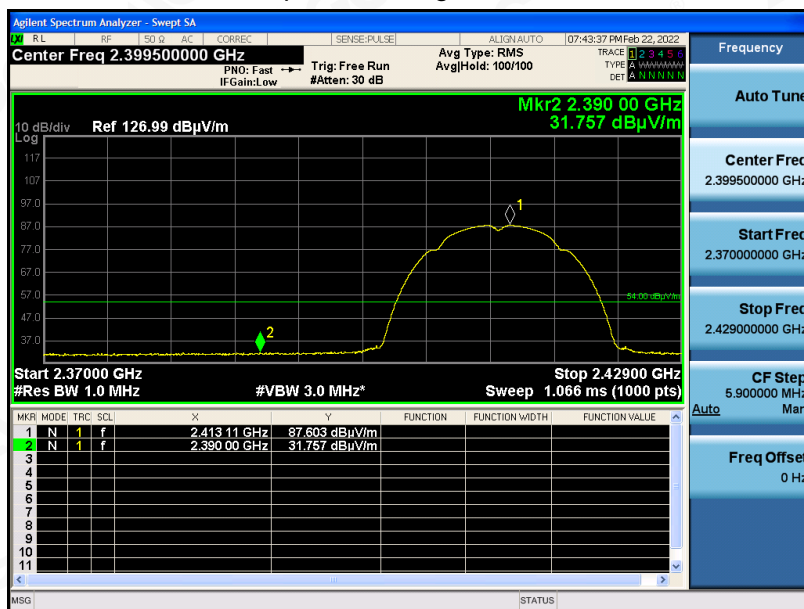 Agilent Spectrum Analyzer - Swept SA
LXI RL RF 50 Ω AC CORREC SENSE:PULSE ALIGN AUTO 07:43:37 PM Feb 22, 2022
Center Freq 2.399500000 GHz
PNO: Fast
IFGain:Low
Trig: Free Run
#Atten: 30 dB
Avg Type: RMS
Avg|Hold: 100/100
TRACE 1 2 3 4 5 6
TYPE A WWWWW
DET A N N N N N
Mkr2 2.390 00 GHz
31.757 dBµV/m
10 dB/div Ref 126.99 dBµV/m
Log
117
107
97.0
87.0
77.0
67.0
57.0
47.0
37.0
1
2
54.00 dBµV/m
Start 2.37000 GHz Stop 2.42900 GHz
#Res BW 1.0 MHz #VBW 3.0 MHz* Sweep 1.066 ms (1000 pts)
MKR MODE TRC SCL X Y FUNCTION FUNCTION WIDTH FUNCTION VALUE
1 N 1 f 2.413 11 GHz 87.603 dBµV/m
2 N 1 f 2.390 00 GHz 31.757 dBµV/m
3
4
5
6
7
8
9
10
11
MSG STATUS
Frequency
Auto Tune
Center Freq
2.399500000 GHz
Start Freq
2.370000000 GHz
Stop Freq
2.429000000 GHz
CF Step
5.900000 MHz
Auto Man
Freq Offset
0 Hz